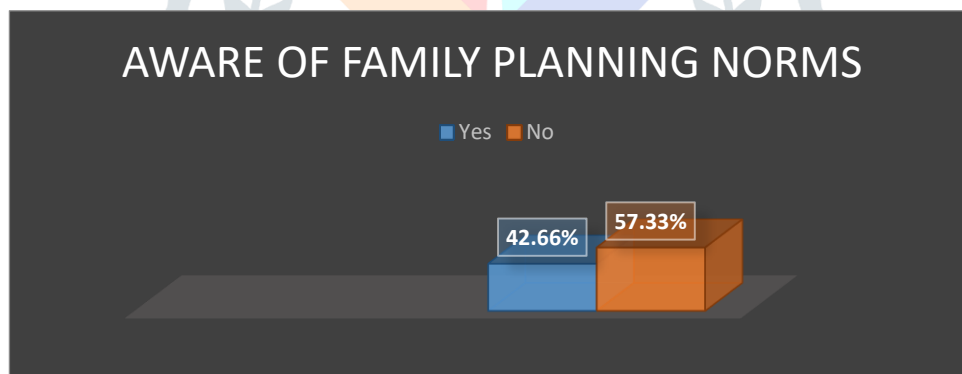 AWARE OF FAMILY PLANNING NORMS
Yes No
42.66% 57.33%